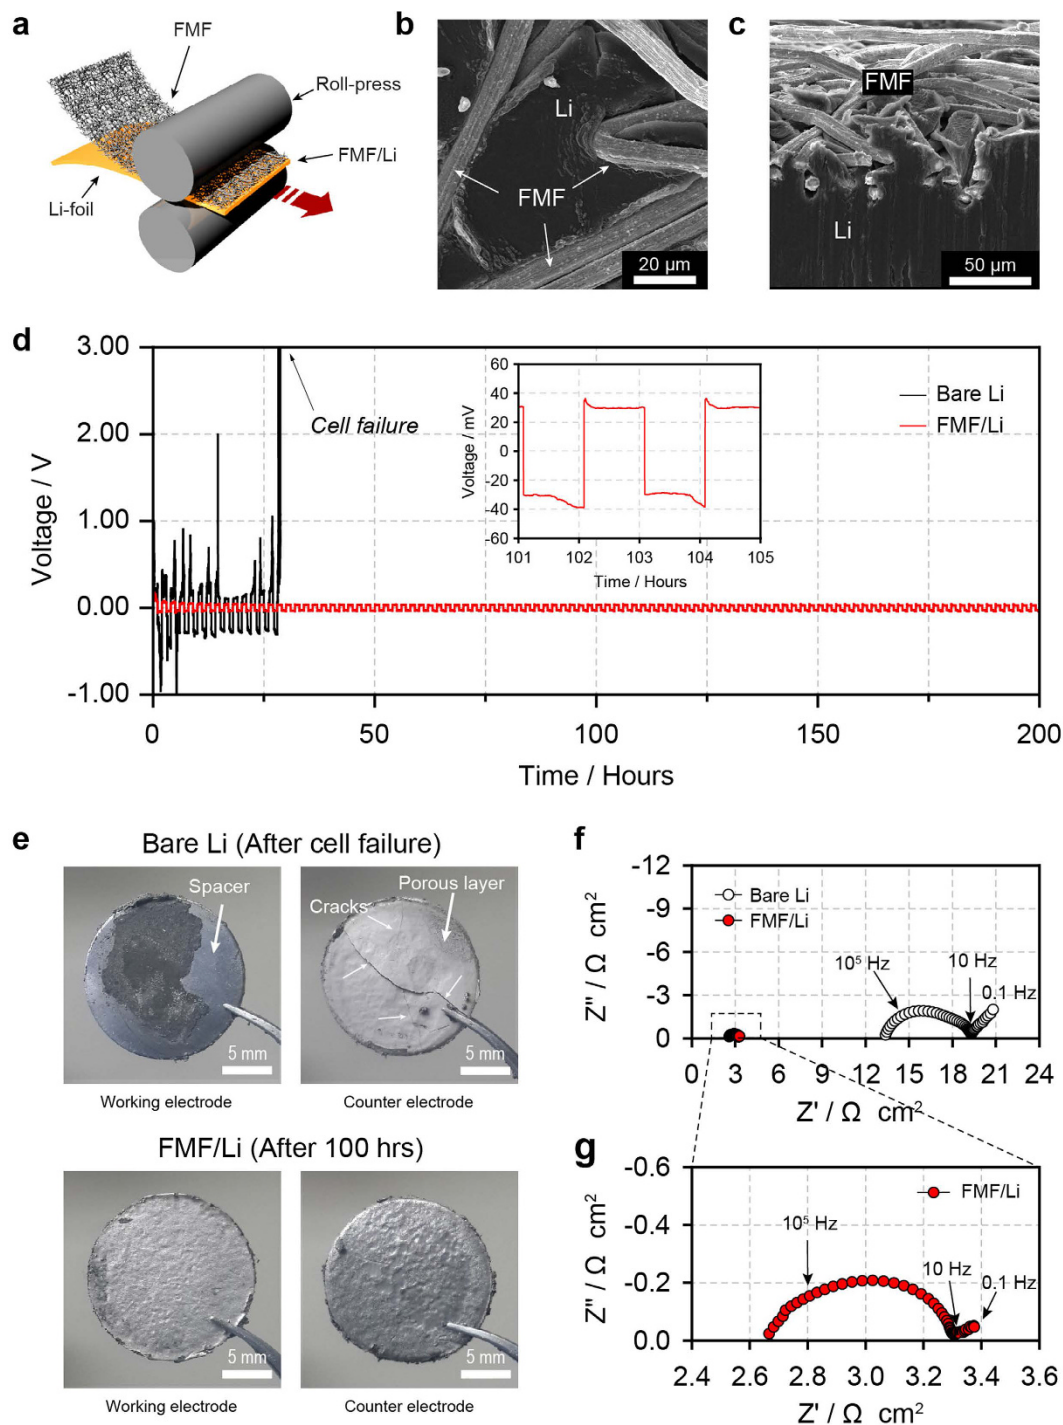 a
FMF
Roll-press
FMF/Li
Li-foil
b
Li
FMF
20 µm
c
FMF
Li
50 µm
d
3.00
2.00
1.00
0.00
-1.00
Voltage / V
0
50
100
150
200
Time / Hours
Cell failure
60
40
20
0
-20
-40
-60
Voltage / mV
101
102
103
104
105
Time / Hours
Bare Li
FMF/Li
e
Bare Li (After cell failure)
Spacer
5 mm
Working electrode
Cracks
Porous layer
5 mm
Counter electrode
FMF/Li (After 100 hrs)
5 mm
Working electrode
5 mm
Counter electrode
f
-12
-9
-6
-3
0
Z'' / Ω cm²
Bare Li
FMF/Li
10⁵ Hz
10 Hz
0.1 Hz
0 3 6 9 12 15 18 21 24
Z' / Ω cm²
g
-0.6
-0.4
-0.2
0.0
Z'' / Ω cm²
FMF/Li
10⁵ Hz
10 Hz
0.1 Hz
2.4 2.6 2.8 3.0 3.2 3.4 3.6
Z' / Ω cm²